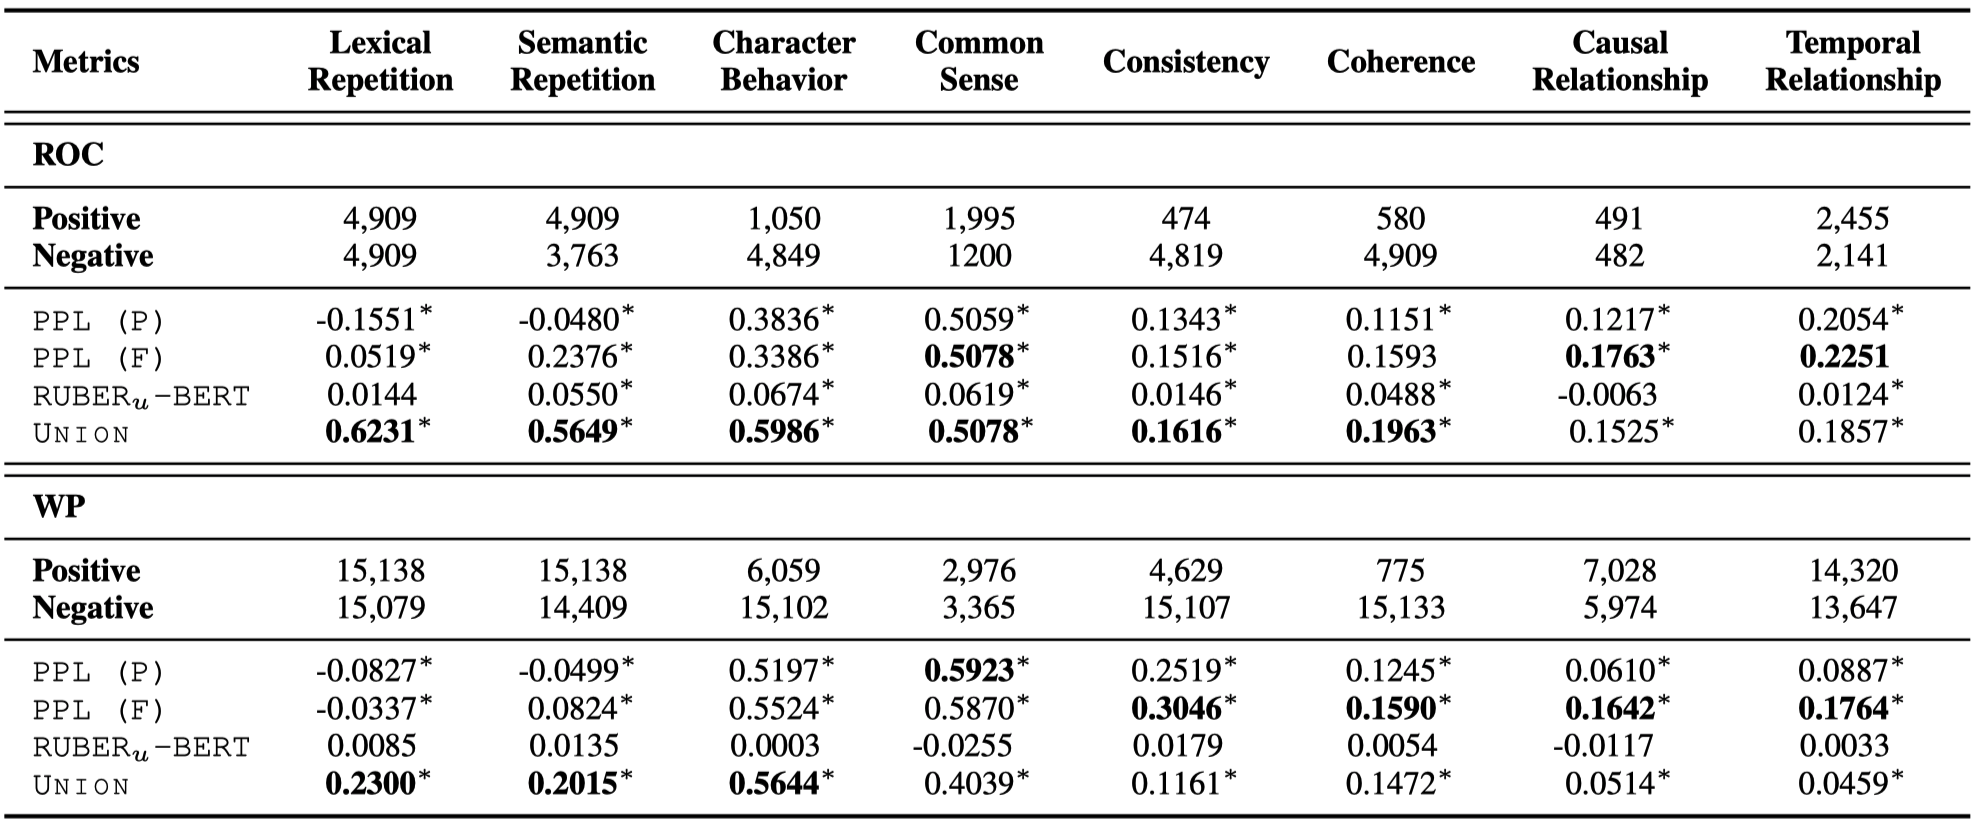 Metrics Lexical Repetition Semantic Repetition Character Behavior Common Sense Consistency Coherence Causal Relationship Temporal Relationship
ROC
Positive 4,909 4,909 1,050 1,995 474 580 491 2,455
Negative 4,909 3,763 4,849 1200 4,819 4,909 482 2,141
PPL (P) -0.1551* -0.0480* 0.3836* 0.5059* 0.1343* 0.1151* 0.1217* 0.2054*
PPL (F) 0.0519* 0.2376* 0.3386* 0.5078* 0.1516* 0.1593 0.1763* 0.2251
RUBERu-BERT 0.0144 0.0550* 0.0674* 0.0619* 0.0146* 0.0488* -0.0063 0.0124*
UNION 0.6231* 0.5649* 0.5986* 0.5078* 0.1616* 0.1963* 0.1525* 0.1857*
WP
Positive 15,138 15,138 6,059 2,976 4,629 775 7,028 14,320
Negative 15,079 14,409 15,102 3,365 15,107 15,133 5,974 13,647
PPL (P) -0.0827* -0.0499* 0.5197* 0.5923* 0.2519* 0.1245* 0.0610* 0.0887*
PPL (F) -0.0337* 0.0824* 0.5524* 0.5870* 0.3046* 0.1590* 0.1642* 0.1764*
RUBERu-BERT 0.0085 0.0135 0.0003 -0.0255 0.0179 0.0054 -0.0117 0.0033
UNION 0.2300* 0.2015* 0.5644* 0.4039* 0.1161* 0.1472* 0.0514* 0.0459*